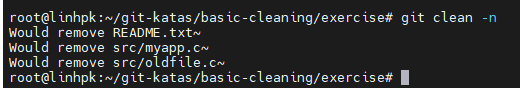 root@linhpk:~/git-katas/basic-cleaning/exercise# git clean -n
Would remove README.txt~
Would remove src/myapp.c~
Would remove src/oldfile.c~
root@linhpk:~/git-katas/basic-cleaning/exercise#